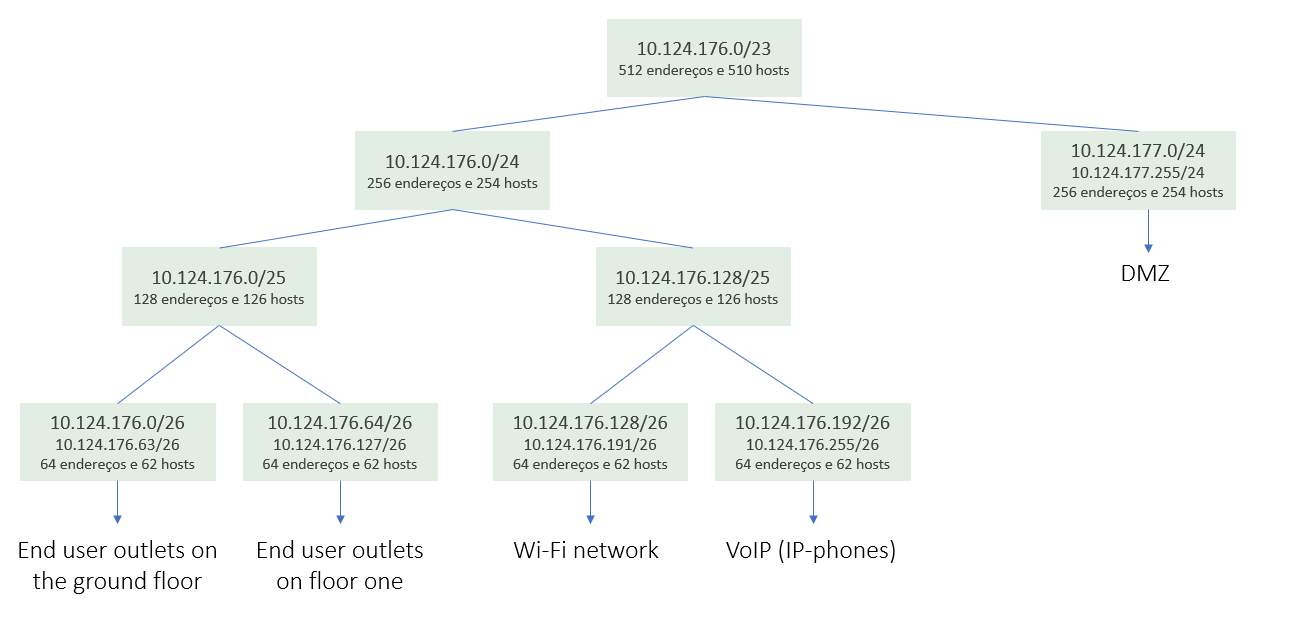 10.124.176.0/23
512 endereços e 510 hosts
10.124.176.0/24
256 endereços e 254 hosts
10.124.177.0/24
10.124.177.255/24
256 endereços e 254 hosts
DMZ
10.124.176.0/25
128 endereços e 126 hosts
10.124.176.128/25
128 endereços e 126 hosts
10.124.176.0/26
10.124.176.63/26
64 endereços e 62 hosts
10.124.176.64/26
10.124.176.127/26
64 endereços e 62 hosts
10.124.176.128/26
10.124.176.191/26
64 endereços e 62 hosts
10.124.176.192/26
10.124.176.255/26
64 endereços e 62 hosts
End user outlets on
the ground floor
End user outlets
on floor one
Wi-Fi network
VoIP (IP-phones)